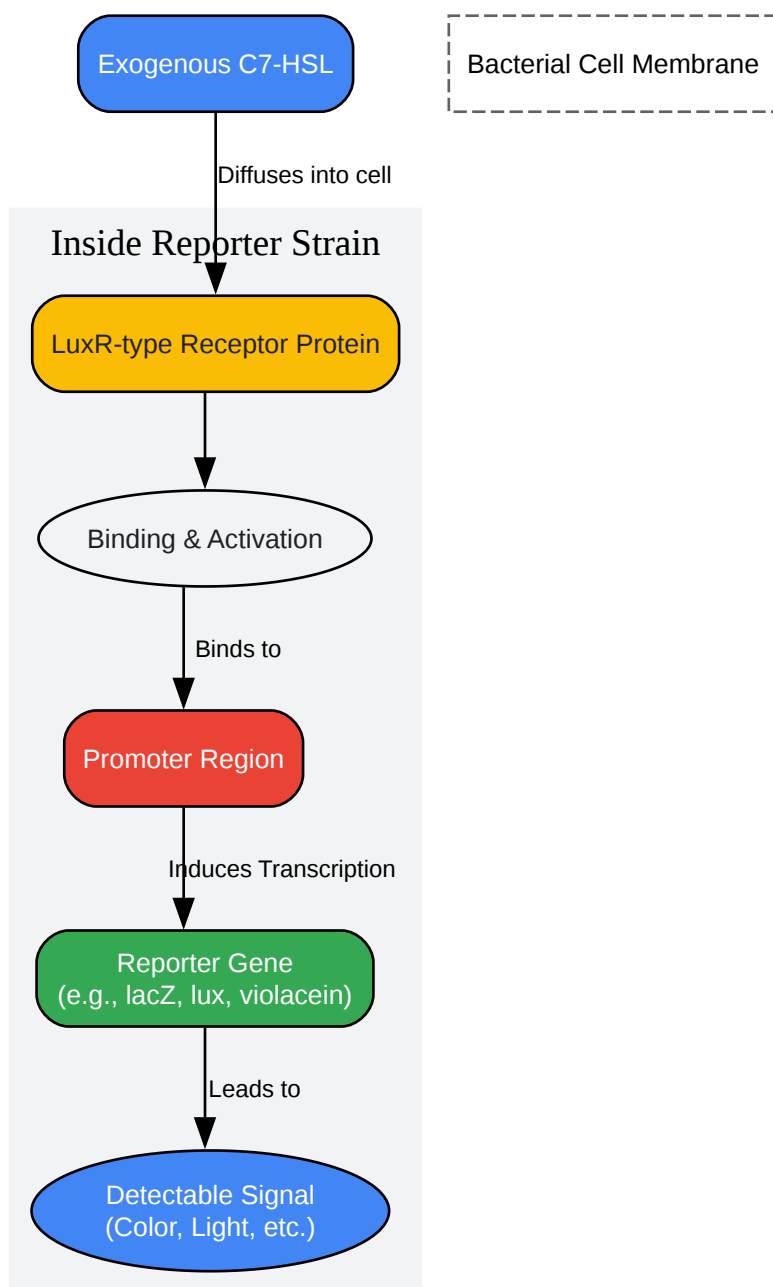 Exogenous C7-HSL
Bacterial Cell Membrane
Diffuses into cell
Inside Reporter Strain
LuxR-type Receptor Protein
Binding & Activation
Binds to
Promoter Region
Induces Transcription
Reporter Gene
(e.g., lacZ, lux, violacein)
Leads to
Detectable Signal
(Color, Light, etc.)